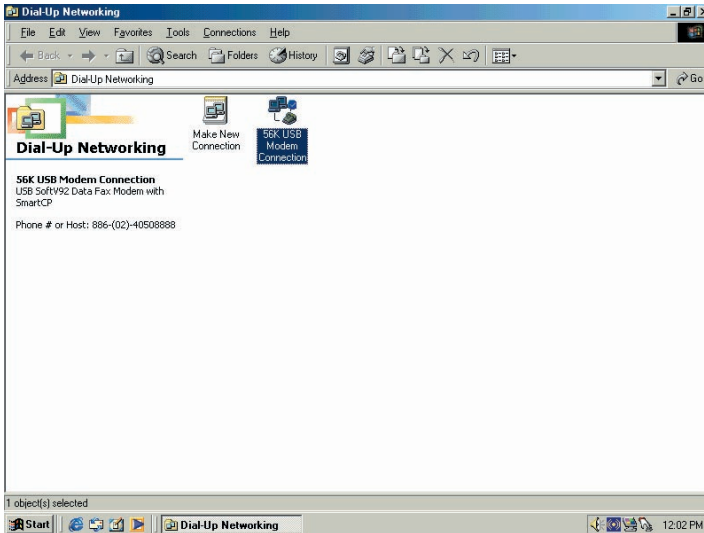 Dial-Up Networking
File Edit View Favorites Tools Connections Help
Back Search Folders History
Address Dial-Up Networking Go
Dial-Up Networking
56K USB Modem Connection
USB SoftV92 Data Fax Modem with
SmartCP
Phone # or Host: 886-(02)-40508888
Make New
Connection
56K USB
Modem
Connection
1 object(s) selected
Start Dial-Up Networking 12:02 PM